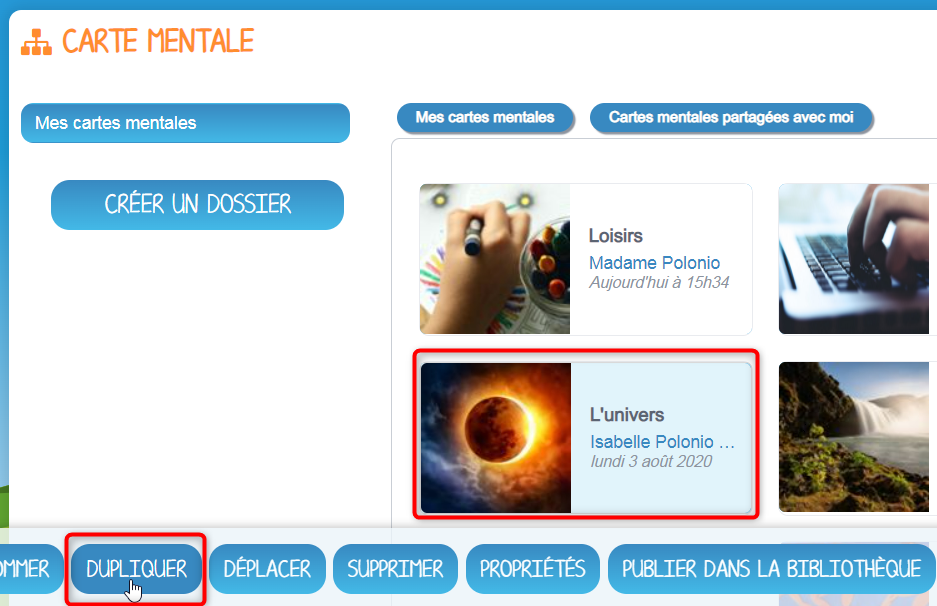 CARTE MENTALE
Mes cartes mentales
CRÉER UN DOSSIER
Mes cartes mentales
Cartes mentales partagées avec moi
Loisirs
Madame Polonio
Aujourd'hui à 15h34
L'univers
Isabelle Polonio ...
lundi 3 août 2020
OMMER
DUPLIQUER
DÉPLACER
SUPPRIMER
PROPRIÉTÉS
PUBLIER DANS LA BIBLIOTHÈQUE